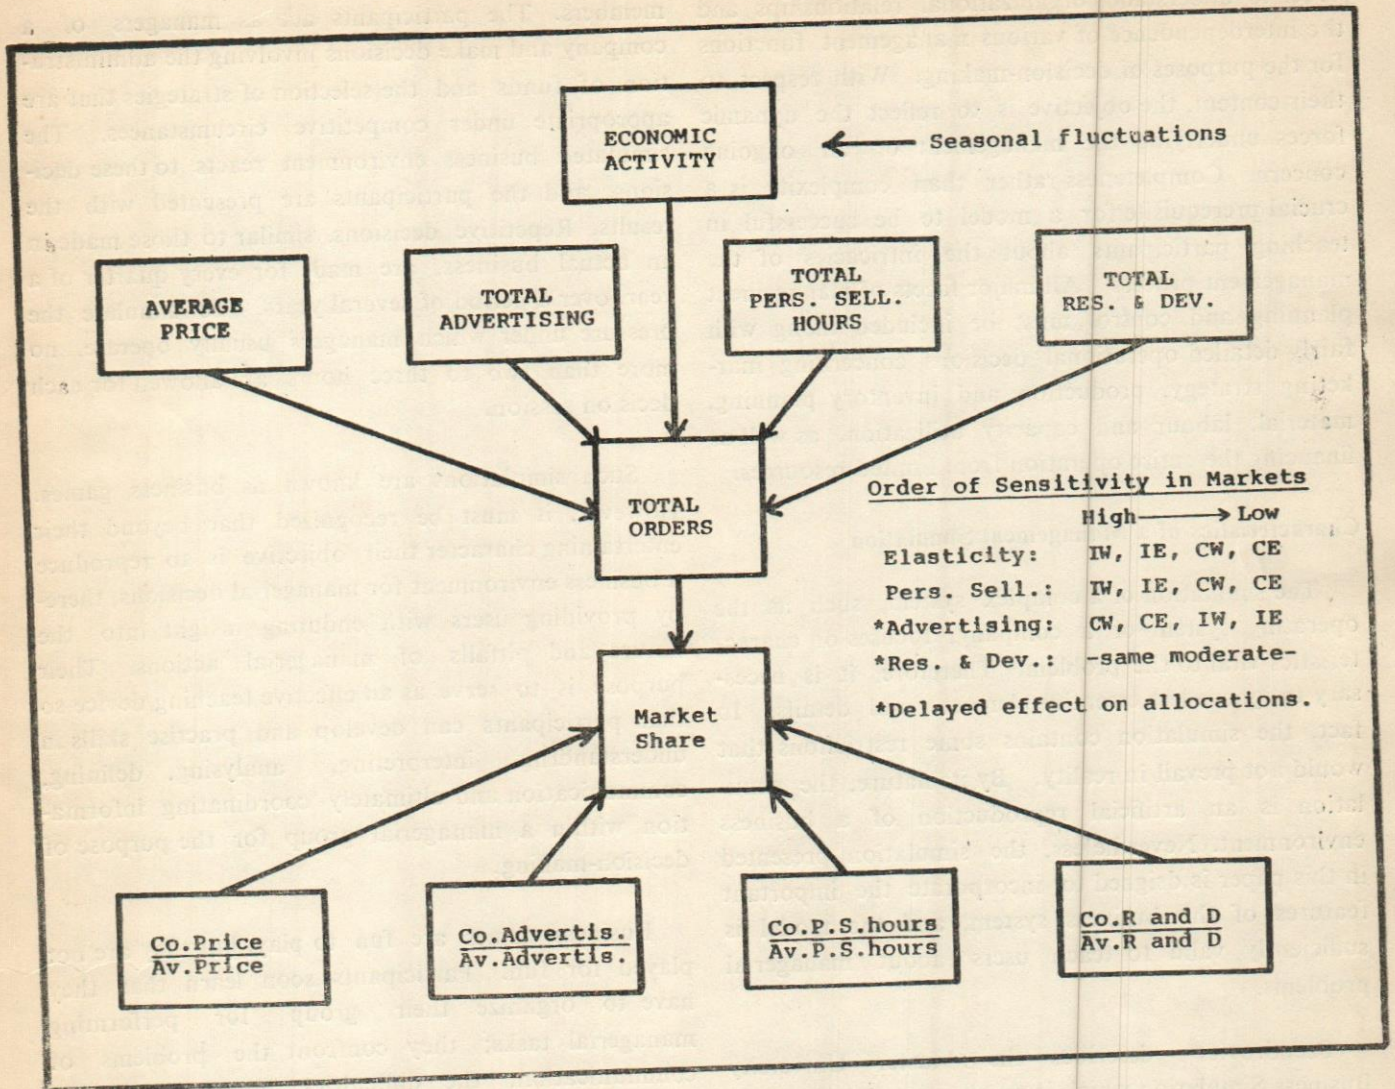 ECONOMIC
ACTIVITY
Seasonal fluctuations
AVERAGE
PRICE
TOTAL
ADVERTISING
TOTAL
PERS. SELL.
HOURS
TOTAL
RES. & DEV.
TOTAL
ORDERS
Order of Sensitivity in Markets
High → Low
Elasticity: IW, IE, CW, CE
Pers. Sell.: IW, IE, CW, CE
*Advertising: CW, CE, IW, IE
*Res. & Dev.: -same moderate-
*Delayed effect on allocations.
Market
Share
Co.Price
Av.Price
Co.Advertis.
Av.Advertis.
Co.P.S.hours
Av.P.S.hours
Co.R and D
Av.R and D